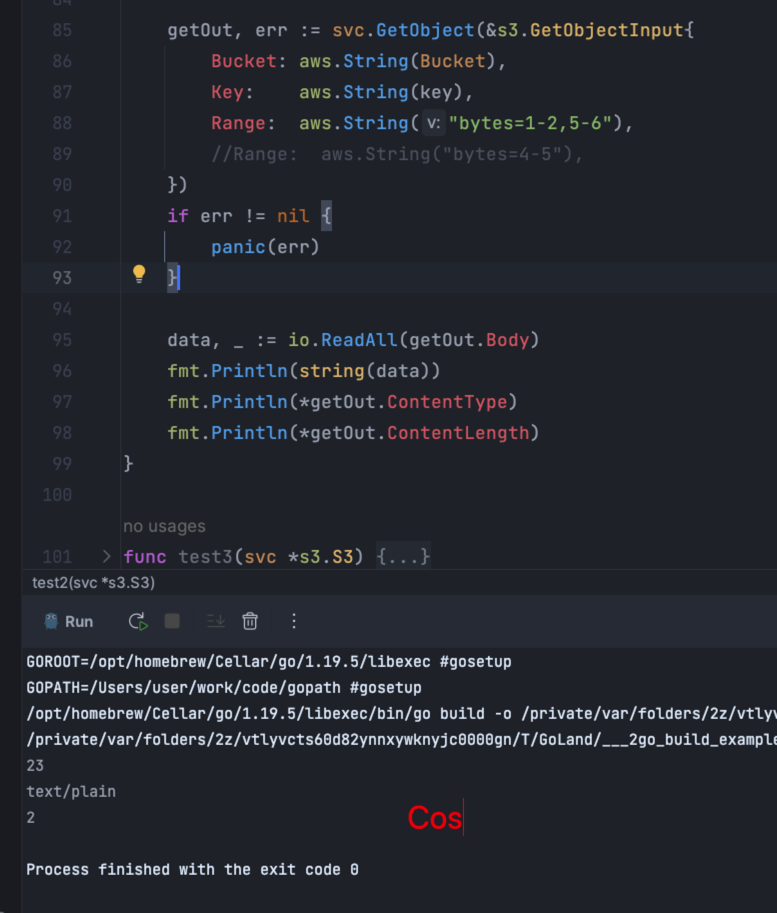 84
85 getOut, err := svc.GetObject(&s3.GetObjectInput{
86 Bucket: aws.String(Bucket),
87 Key: aws.String(key),
88 Range: aws.String( v: "bytes=1-2,5-6"),
89 //Range: aws.String("bytes=4-5"),
90 })
91 if err != nil {
92 panic(err)
93 }
94
95 data, _ := io.ReadAll(getOut.Body)
96 fmt.Println(string(data))
97 fmt.Println(*getOut.ContentType)
98 fmt.Println(*getOut.ContentLength)
99 }
100
no usages
101 func test3(svc *s3.S3) {...}
test2(svc *s3.S3)
Run
GOROOT=/opt/homebrew/Cellar/go/1.19.5/libexec #gosetup
GOPATH=/Users/user/work/code/gopath #gosetup
/opt/homebrew/Cellar/go/1.19.5/libexec/bin/go build -o /private/var/folders/2z/vtlyv
/private/var/folders/2z/vtlyvcts60d82ynnxywknyjc0000gn/T/GoLand/___2go_build_example
23
text/plain
2
Cos
Process finished with the exit code 0